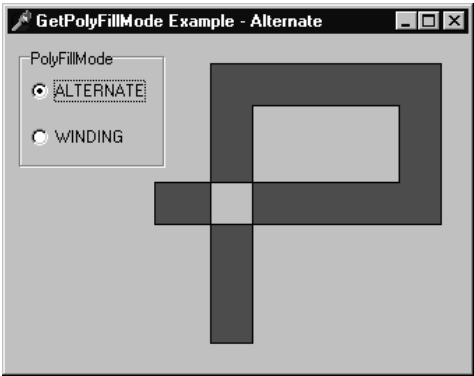 GetPolyFillMode Example - Alternate
PolyFillMode
ALTERNATE
WINDING